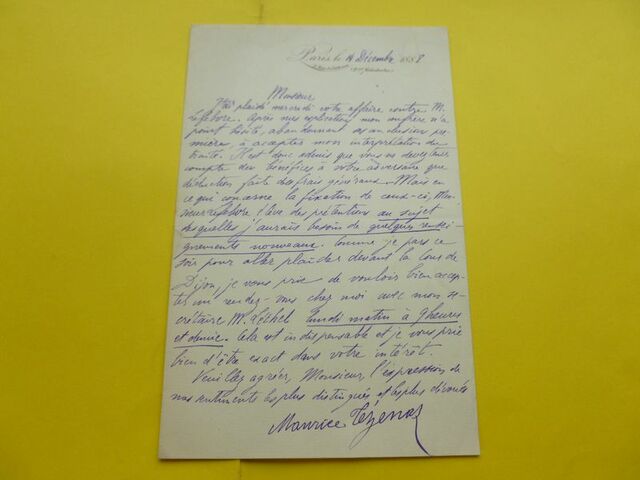 Paris le 14 Décembre 1888
Monsieur
J'ai plaidé mercredi votre affaire contre M.
Lefebore. Après mes explication mon confrère n'a
point hésité, abandonnant ses conclusions pre-
mières, à accepter mon interprétation du
traité. Il est donc admis que vous ne devez tenir
compte des bénéfices à votre adversaire que
déduction faite des frais généraux. Mais en
ce qui concerne la fixation de ceux-ci, Mon-
sieur Lefebore élève des prétentions au sujet
desquelles j'aurais besoin de quelques rensei-
gnements nouveaux. Comme je pars ce
soir pour aller plaider devant la Cour de
Dijon, je vous prie de vouloir bien accep-
ter un rendez-vous chez moi avec mon se-
crétaire M. Léchel lundi matin à 9 heures
et demie. Cela est indispensable et je vous prie
bien d'être exact dans votre intérêt.
Veuillez agréer, Monsieur l'expression de
nos sentiments les plus distingués et les plus dévoués
Maurice Tézenas